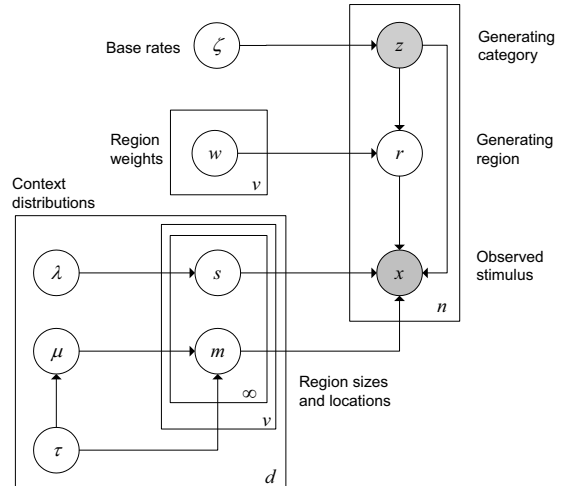 Base rates
ζ
z
Generating
category
Region
weights
w
v
r
Generating
region
Context
distributions
λ
s
x
Observed
stimulus
n
μ
m
∞
v
Region sizes
and locations
τ
d